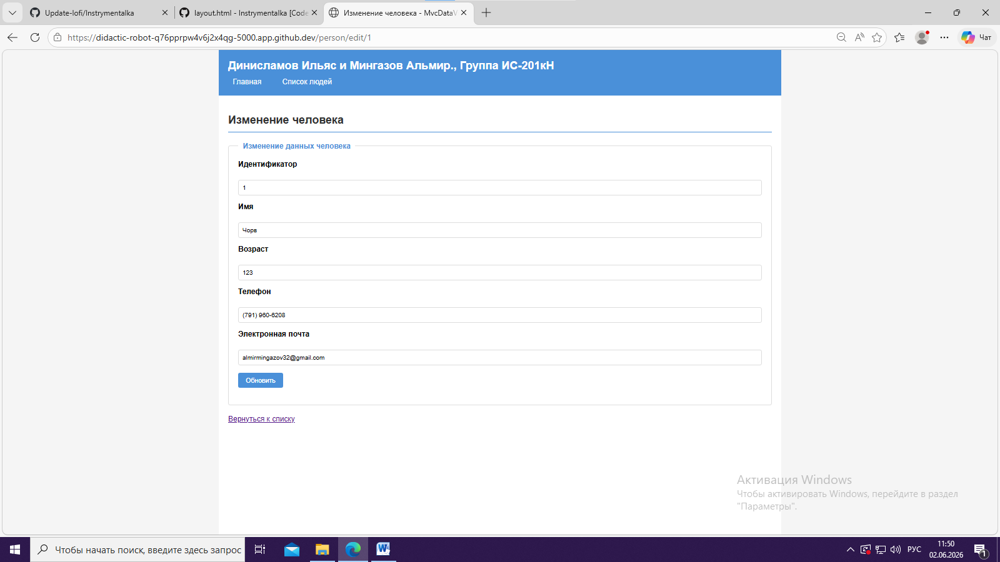 Update-lofi/Instrymentalka
layout.html - Instrymentalka [Code
Изменение человека - MvcDataV
https://didactic-robot-q76pprpw4v6j2x4qg-5000.app.github.dev/person/edit/1
Чат
Динисламов Ильяс и Мингазов Альмир., Группа ИС-201кН
Главная Список людей
Изменение человека
Изменение данных человека
Идентификатор
1
Имя
Чорв
Возраст
123
Телефон
(791) 960-6208
Электронная почта
almirmingazov32@gmail.com
Обновить
Вернуться к списку
Активация Windows
Чтобы активировать Windows, перейдите в раздел
"Параметры".
Чтобы начать поиск, введите здесь запрос
РУС
11:50
02.06.2026
1